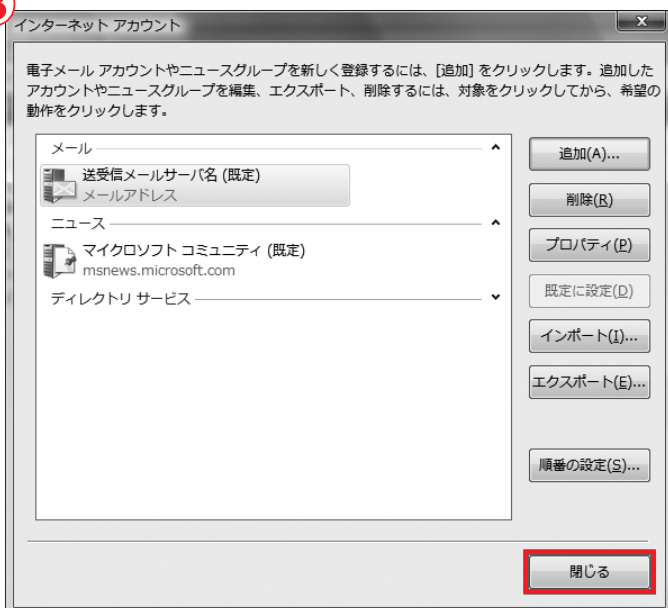 インターネット アカウント
電子メール アカウントやニュースグループを新しく登録するには、[追加] をクリックします。追加した
アカウントやニュースグループを編集、エクスポート、削除するには、対象をクリックしてから、希望の
動作をクリックします。
メール
送受信メールサーバ名 (既定)
メールアドレス
ニュース
マイクロソフト コミュニティ (既定)
msnews.microsoft.com
ディレクトリ サービス
追加(A)...
削除(R)
プロパティ(P)
既定に設定(D)
インポート(I)...
エクスポート(E)...
順番の設定(S)...
閉じる